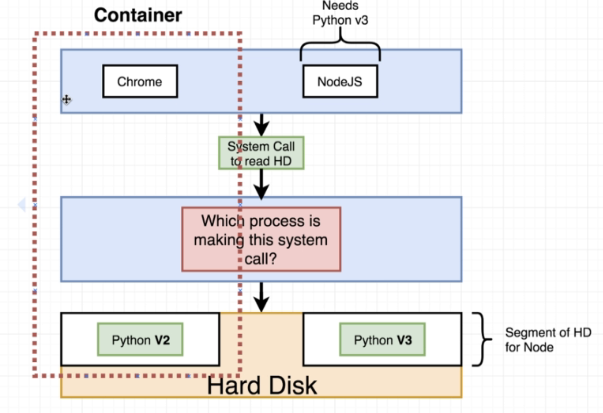 Container
Needs
Python v3
Chrome
NodeJS
System Call
to read HD
Which process is
making this system
call?
Python V2
Python V3
Segment of HD
for Node
Hard Disk